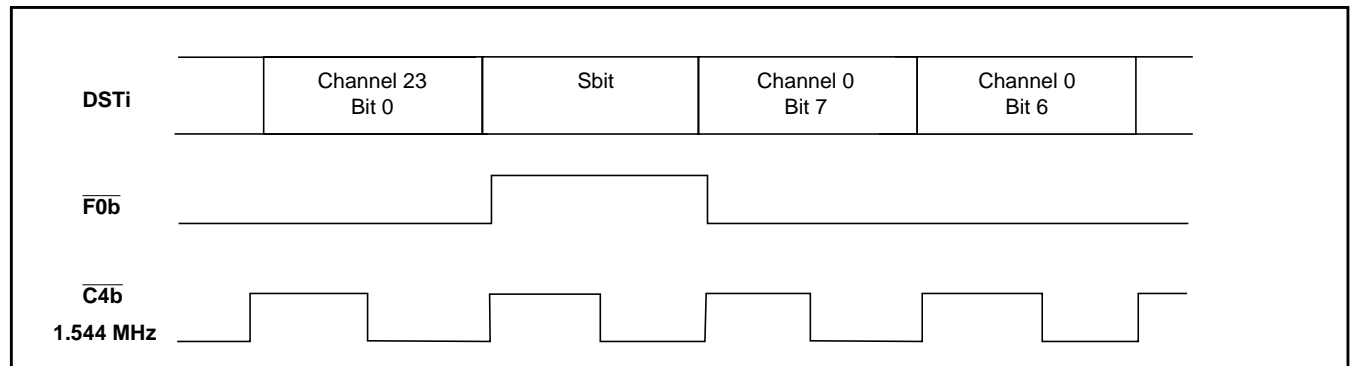 DSTi
Channel 23
Bit 0
Sbit
Channel 0
Bit 7
Channel 0
Bit 6
F0b
C4b
1.544 MHz